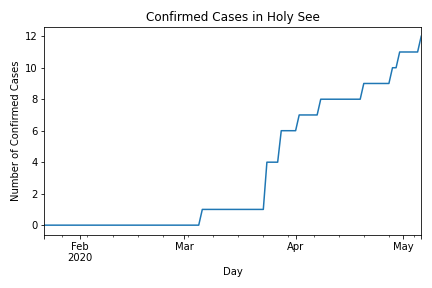 Confirmed Cases in Holy See
12
10
8
6
4
2
0
Number of Confirmed Cases
Feb
2020
Mar
Apr
May
Day